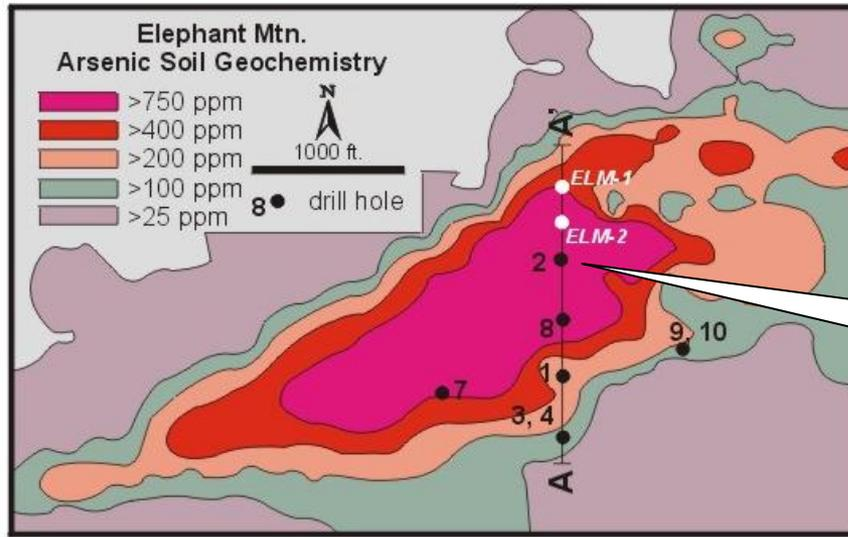 Elephant Mtn.
Arsenic Soil Geochemistry
>750 ppm
>400 ppm
>200 ppm
>100 ppm
>25 ppm
N
1000 ft.
8 drill hole
A'
ELM-1
ELM-2
2
8
9, 10
1
7
3, 4
A